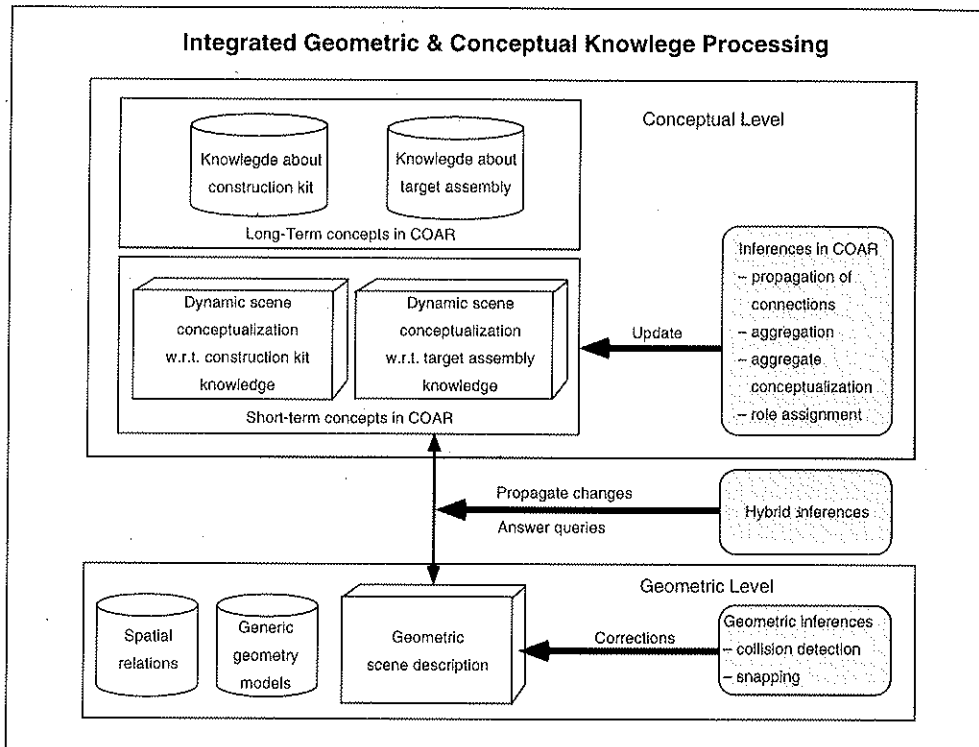 Integrated Geometric & Conceptual Knowlege Processing
Conceptual Level
Knowlegde about
construction kit
Knowlegde about
target assembly
Long-Term concepts in COAR
Dynamic scene
conceptualization
w.r.t. construction kit
knowledge
Dynamic scene
conceptualization
w.r.t. target assembly
knowledge
Short-term concepts in COAR
Update
Inferences in COAR
– propagation of
connections
– aggregation
– aggregate
conceptualization
– role assignment
Propagate changes
Answer queries
Hybrid inferences
Geometric Level
Spatial
relations
Generic
geometry
models
Geometric
scene description
Corrections
Geometric inferences
– collision detection
– snapping